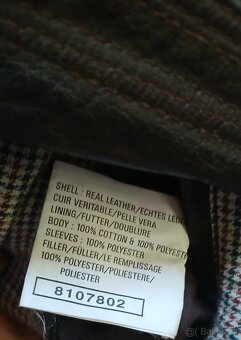 SHELL : REAL LEATHER/ECHTES LEDE
CUIR VERITABLE/PELLE VERA
LINING/FUTTER/DOUBLURE
BODY : 100% COTTON & 100% POLYESTER
SLEEVES : 100% POLYESTER
FILLER/FÜLLER/LE REMPLISSAGE
100% POLYESTER/POLIESTERE/
POLIESTER
8107802